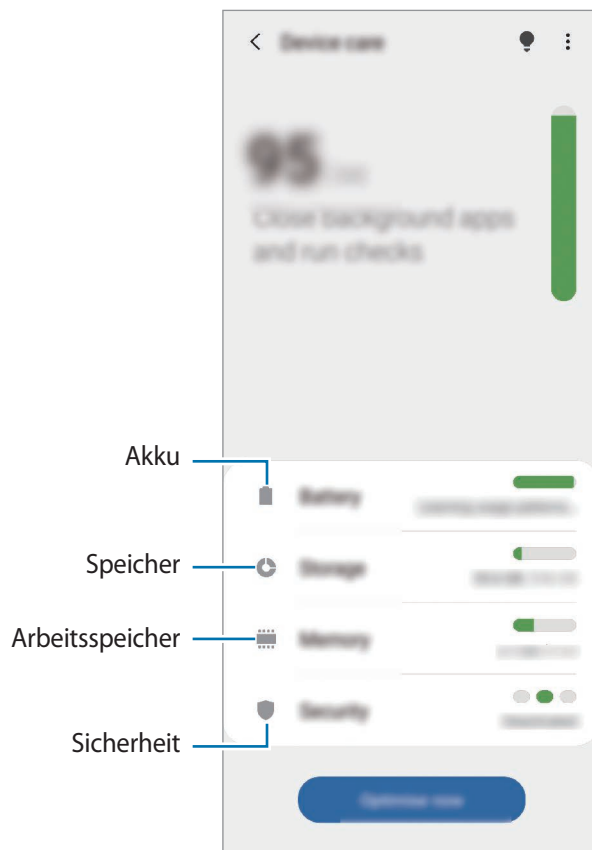 Device care
95
Close background apps
and run checks
Akku
Battery
Speicher
Storage
Arbeitsspeicher
Memory
Sicherheit
Security
Optimise now